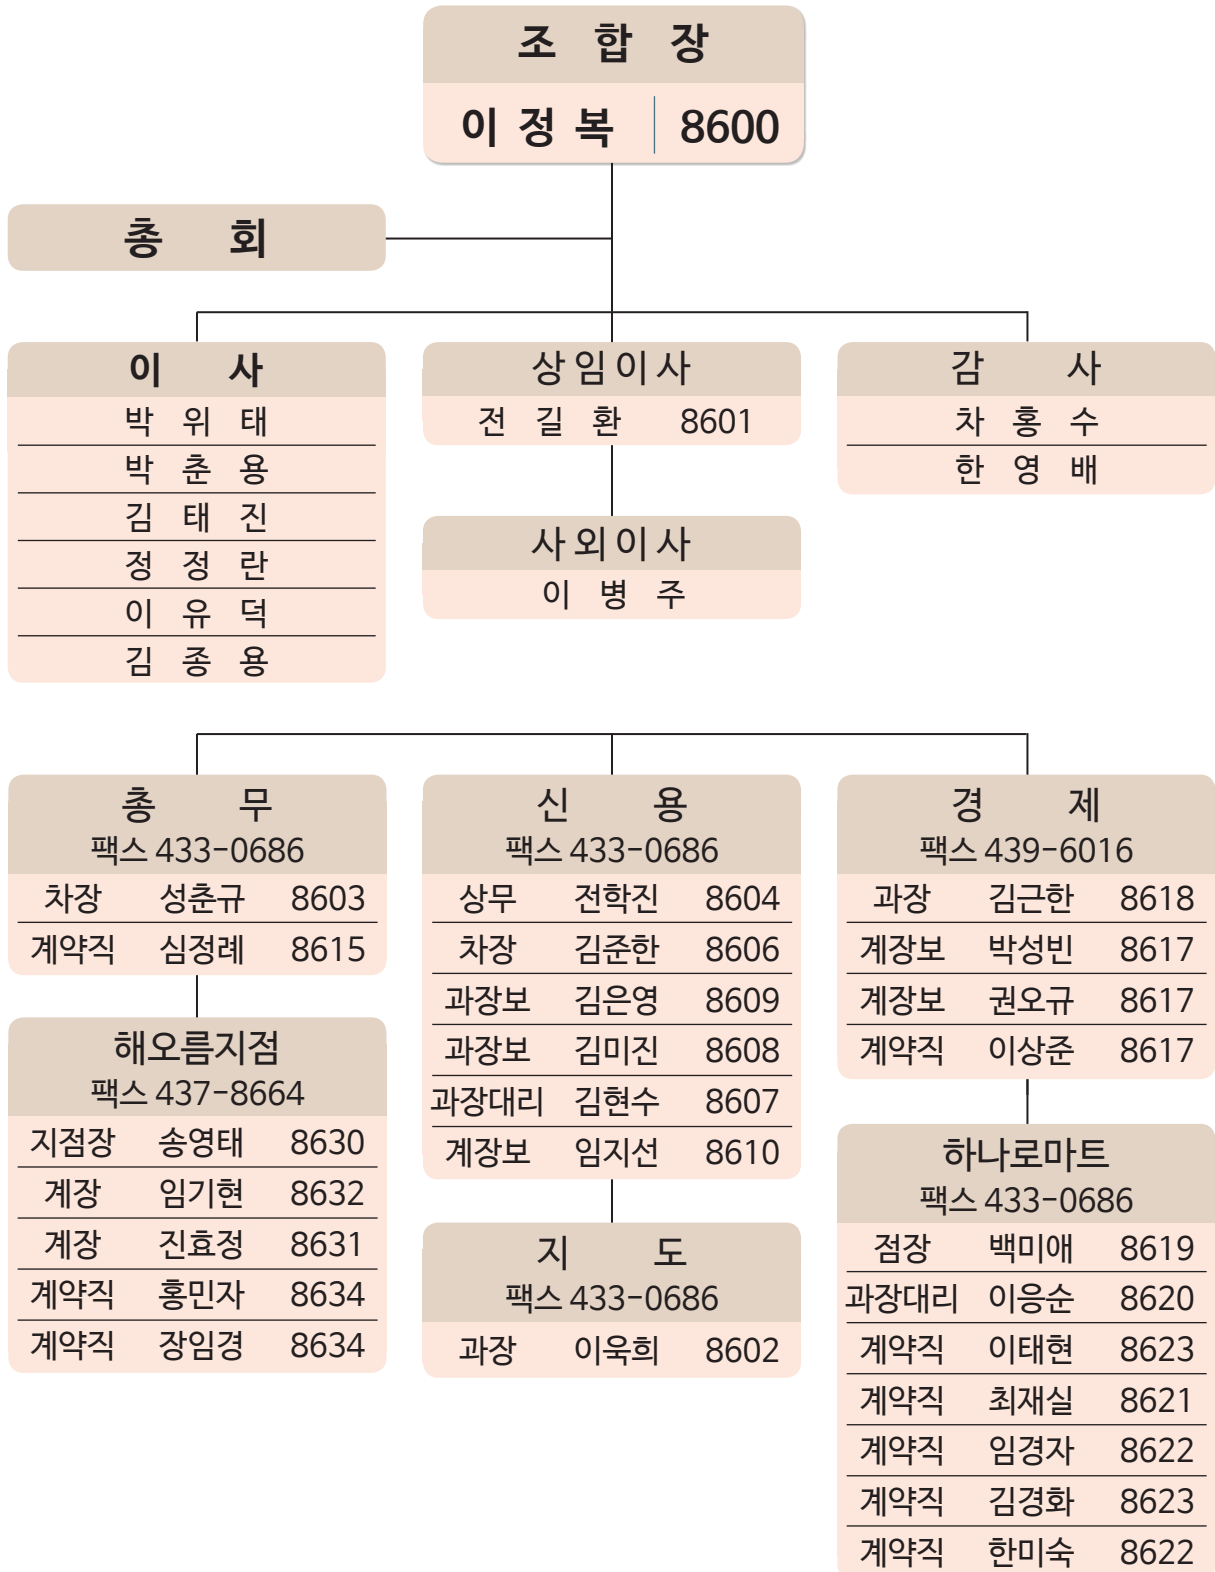 조 합 장
이 정 복 8600
총 회
이 사
박 위 태
박 춘 용
김 태 진
정 정 란
이 유 덕
김 종 용
상임이사
전 길 환 8601
사외이사
이 병 주
감 사
차 홍 수
한 영 배
총 무
팩스 433-0686
차장 성춘규 8603
계약직 심정례 8615
해오름지점
팩스 437-8664
지점장 송영태 8630
계장 임기현 8632
계장 진효정 8631
계약직 홍민자 8634
계약직 장임경 8634
신 용
팩스 433-0686
상무 전학진 8604
차장 김준한 8606
과장보 김은영 8609
과장보 김미진 8608
과장대리 김현수 8607
계장보 임지선 8610
지 도
팩스 433-0686
과장 이욱희 8602
경 제
팩스 439-6016
과장 김근한 8618
계장보 박성빈 8617
계장보 권오규 8617
계약직 이상준 8617
하나로마트
팩스 433-0686
점장 백미애 8619
과장대리 이응순 8620
계약직 이태현 8623
계약직 최재실 8621
계약직 임경자 8622
계약직 김경화 8623
계약직 한미숙 8622